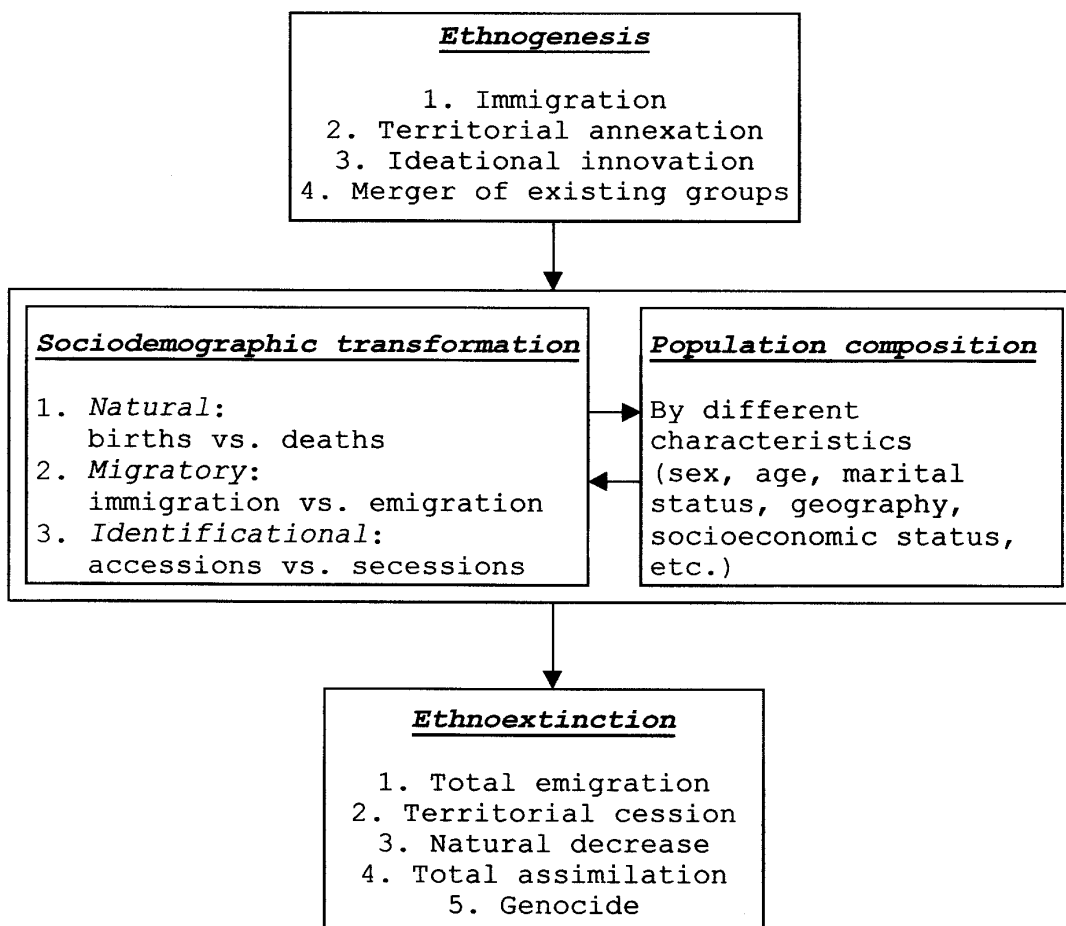 Ethnogenesis
1. Immigration
2. Territorial annexation
3. Ideational innovation
4. Merger of existing groups
Sociodemographic transformation
1. Natural:
births vs. deaths
2. Migratory:
immigration vs. emigration
3. Identificational:
accessions vs. secessions
Population composition
By different
characteristics
(sex, age, marital
status, geography,
socioeconomic status,
etc.)
Ethnoextinction
1. Total emigration
2. Territorial cession
3. Natural decrease
4. Total assimilation
5. Genocide